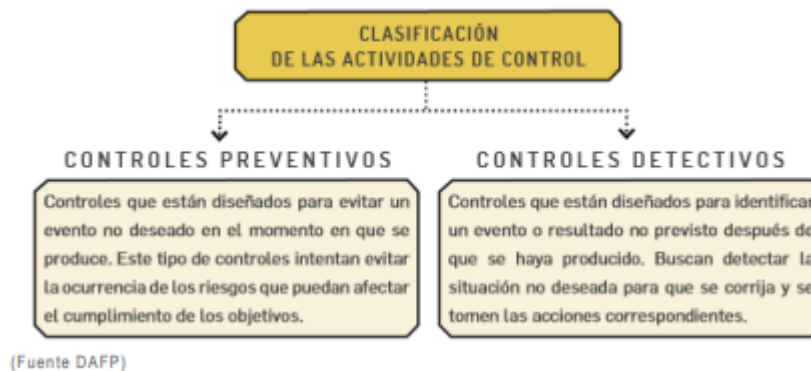 CLASIFICACIÓN
DE LAS ACTIVIDADES DE CONTROL
CONTROLES PREVENTIVOS
Controles que están diseñados para evitar un
evento no deseado en el momento en que se
produce. Este tipo de controles intentan evitar
la ocurrencia de los riesgos que puedan afectar
el cumplimiento de los objetivos.
CONTROLES DETECTIVOS
Controles que están diseñados para identificar
un evento o resultado no previsto después de
que se haya producido. Buscan detectar la
situación no deseada para que se corrija y se
tomen las acciones correspondientes.
(Fuente DAFP)